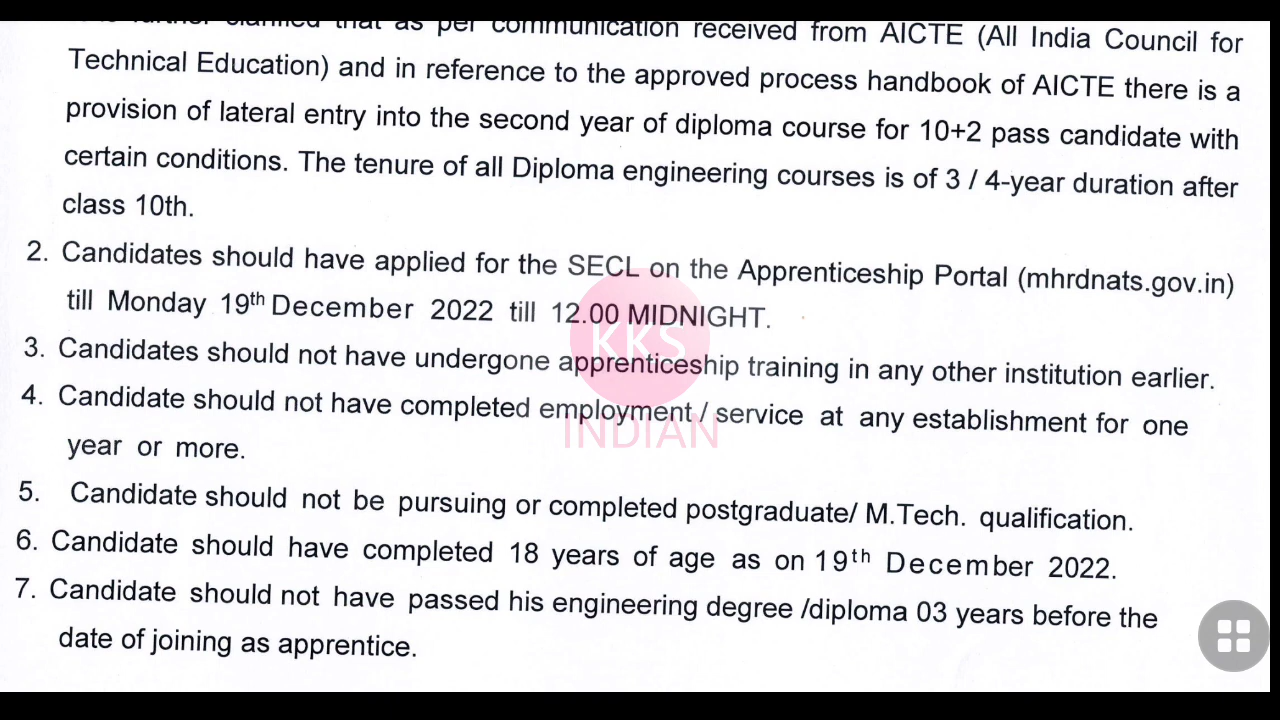 further clarified that as per communication received from AICTE (All India Council for
Technical Education) and in reference to the approved process handbook of AICTE there is a
provision of lateral entry into the second year of diploma course for 10+2 pass candidate with
certain conditions. The tenure of all Diploma engineering courses is of 3 / 4-year duration after
class 10th.
2. Candidates should have applied for the SECL on the Apprenticeship Portal (mhrdnats.gov.in)
till Monday 19th December 2022 till 12.00 MIDNIGHT.
3. Candidates should not have undergone apprenticeship training in any other institution earlier.
4. Candidate should not have completed employment / service at any establishment for one
year or more.
5. Candidate should not be pursuing or completed postgraduate/ M.Tech. qualification.
6. Candidate should have completed 18 years of age as on 19th December 2022.
7. Candidate should not have passed his engineering degree /diploma 03 years before the
date of joining as apprentice.
KKS
INDIAN